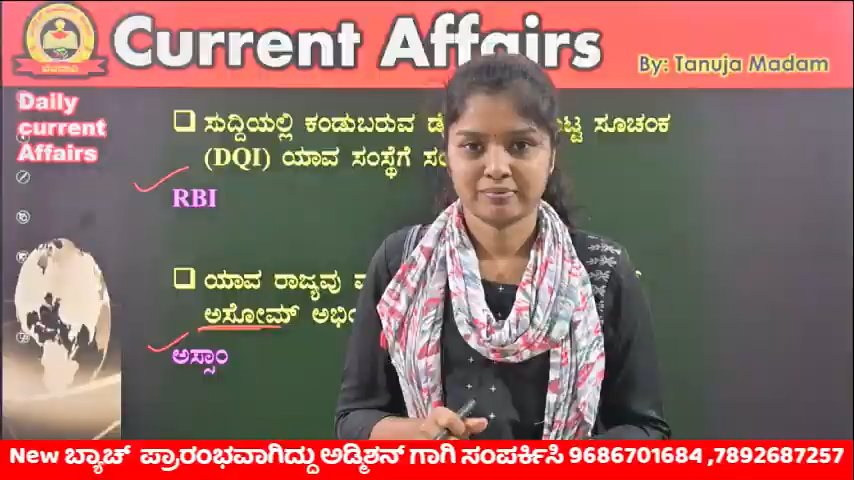 Current Affairs
By: Tanuja Madam
Daily
current
Affairs
ಸುದ್ದಿಯಲ್ಲಿ ಕಂಡುಬರುವ ಸೂಚಂಕ
(DQI) ಯಾವ ಸಂಸ್ಥೆಗೆ
RBI
ಯಾವ ರಾಜ್ಯವು
ಅಸೋಮ್
ಅಸ್ಸಾಂ
New ಬ್ಯಾಚ್ ಪ್ರಾರಂಭವಾಗಿದ್ದು ಅಡ್ಮಿಶನ್ ಗಾಗಿ ಸಂಪರ್ಕಿಸಿ 9686701684 ,7892687257